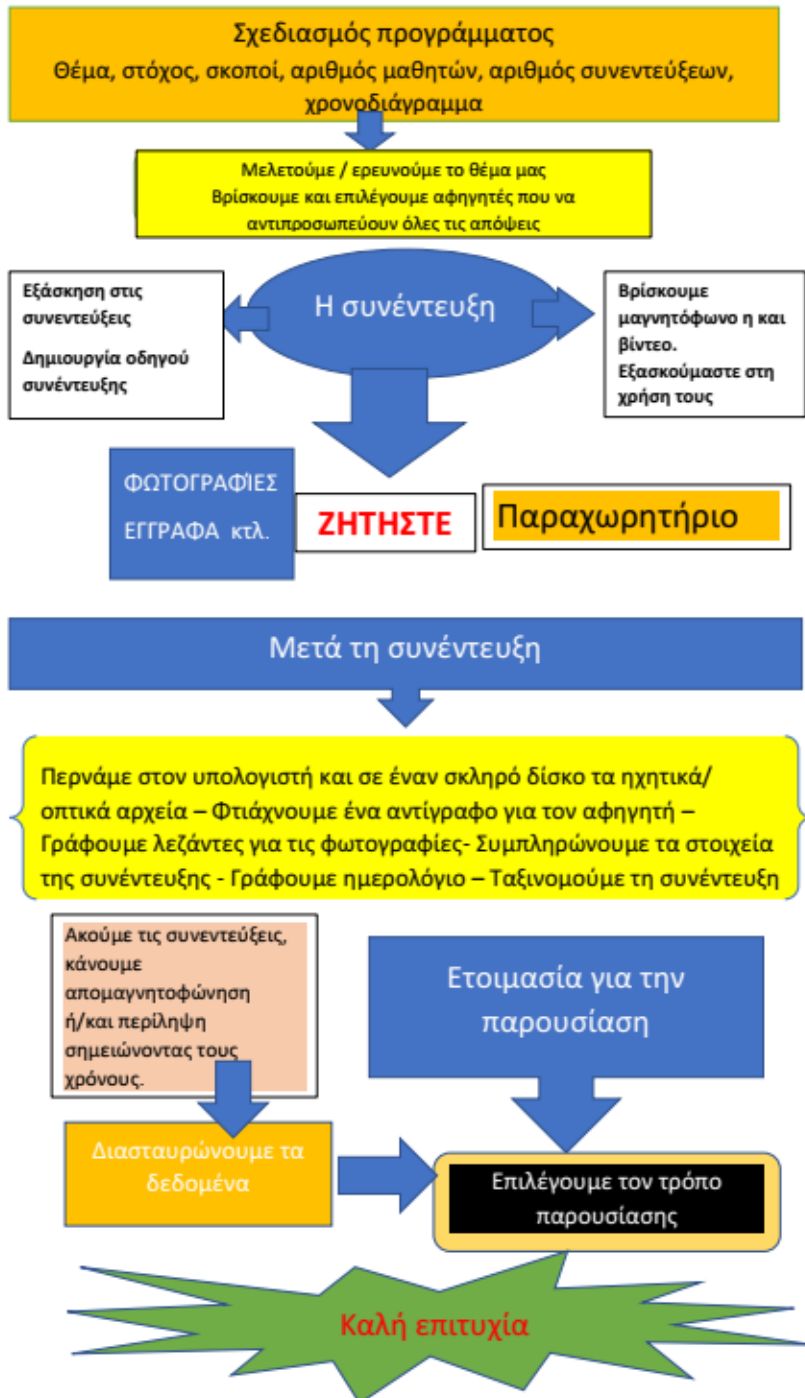 Σχεδιασμός προγράμματος
Θέμα, στόχος, σκοποί, αριθμός μαθητών, αριθμός συνεντεύξεων,
χρονοδιάγραμμα
Μελετούμε / ερευνούμε το θέμα μας
Βρίσκουμε και επιλέγουμε αφηγητές που να
αντιπροσωπεύουν όλες τις απόψεις
Εξάσκηση στις
συνεντεύξεις
Δημιουργία οδηγού
συνέντευξης
Η συνέντευξη
Βρίσκουμε
μαγνητόφωνο η και
βίντεο.
Εξασκούμαστε στη
χρήση τους
ΦΩΤΟΓΡΑΦΊΕΣ
ΕΓΓΡΑΦΑ κτλ.
ΖΗΤΗΣΤΕ
Παραχωρητήριο
Μετά τη συνέντευξη
Περνάμε στον υπολογιστή και σε έναν σκληρό δίσκο τα ηχητικά/
οπτικά αρχεία – Φτιάχνουμε ένα αντίγραφο για τον αφηγητή –
Γράφουμε λεζάντες για τις φωτογραφίες- Συμπληρώνουμε τα στοιχεία
της συνέντευξης - Γράφουμε ημερολόγιο – Ταξινομούμε τη συνέντευξη
Ακούμε τις συνεντεύξεις,
κάνουμε
απομαγνητοφώνηση
ή/και περίληψη
σημειώνοντας τους
χρόνους.
Ετοιμασία για την
παρουσίαση
Διασταυρώνουμε τα
δεδομένα
Επιλέγουμε τον τρόπο
παρουσίασης
Καλή επιτυχία